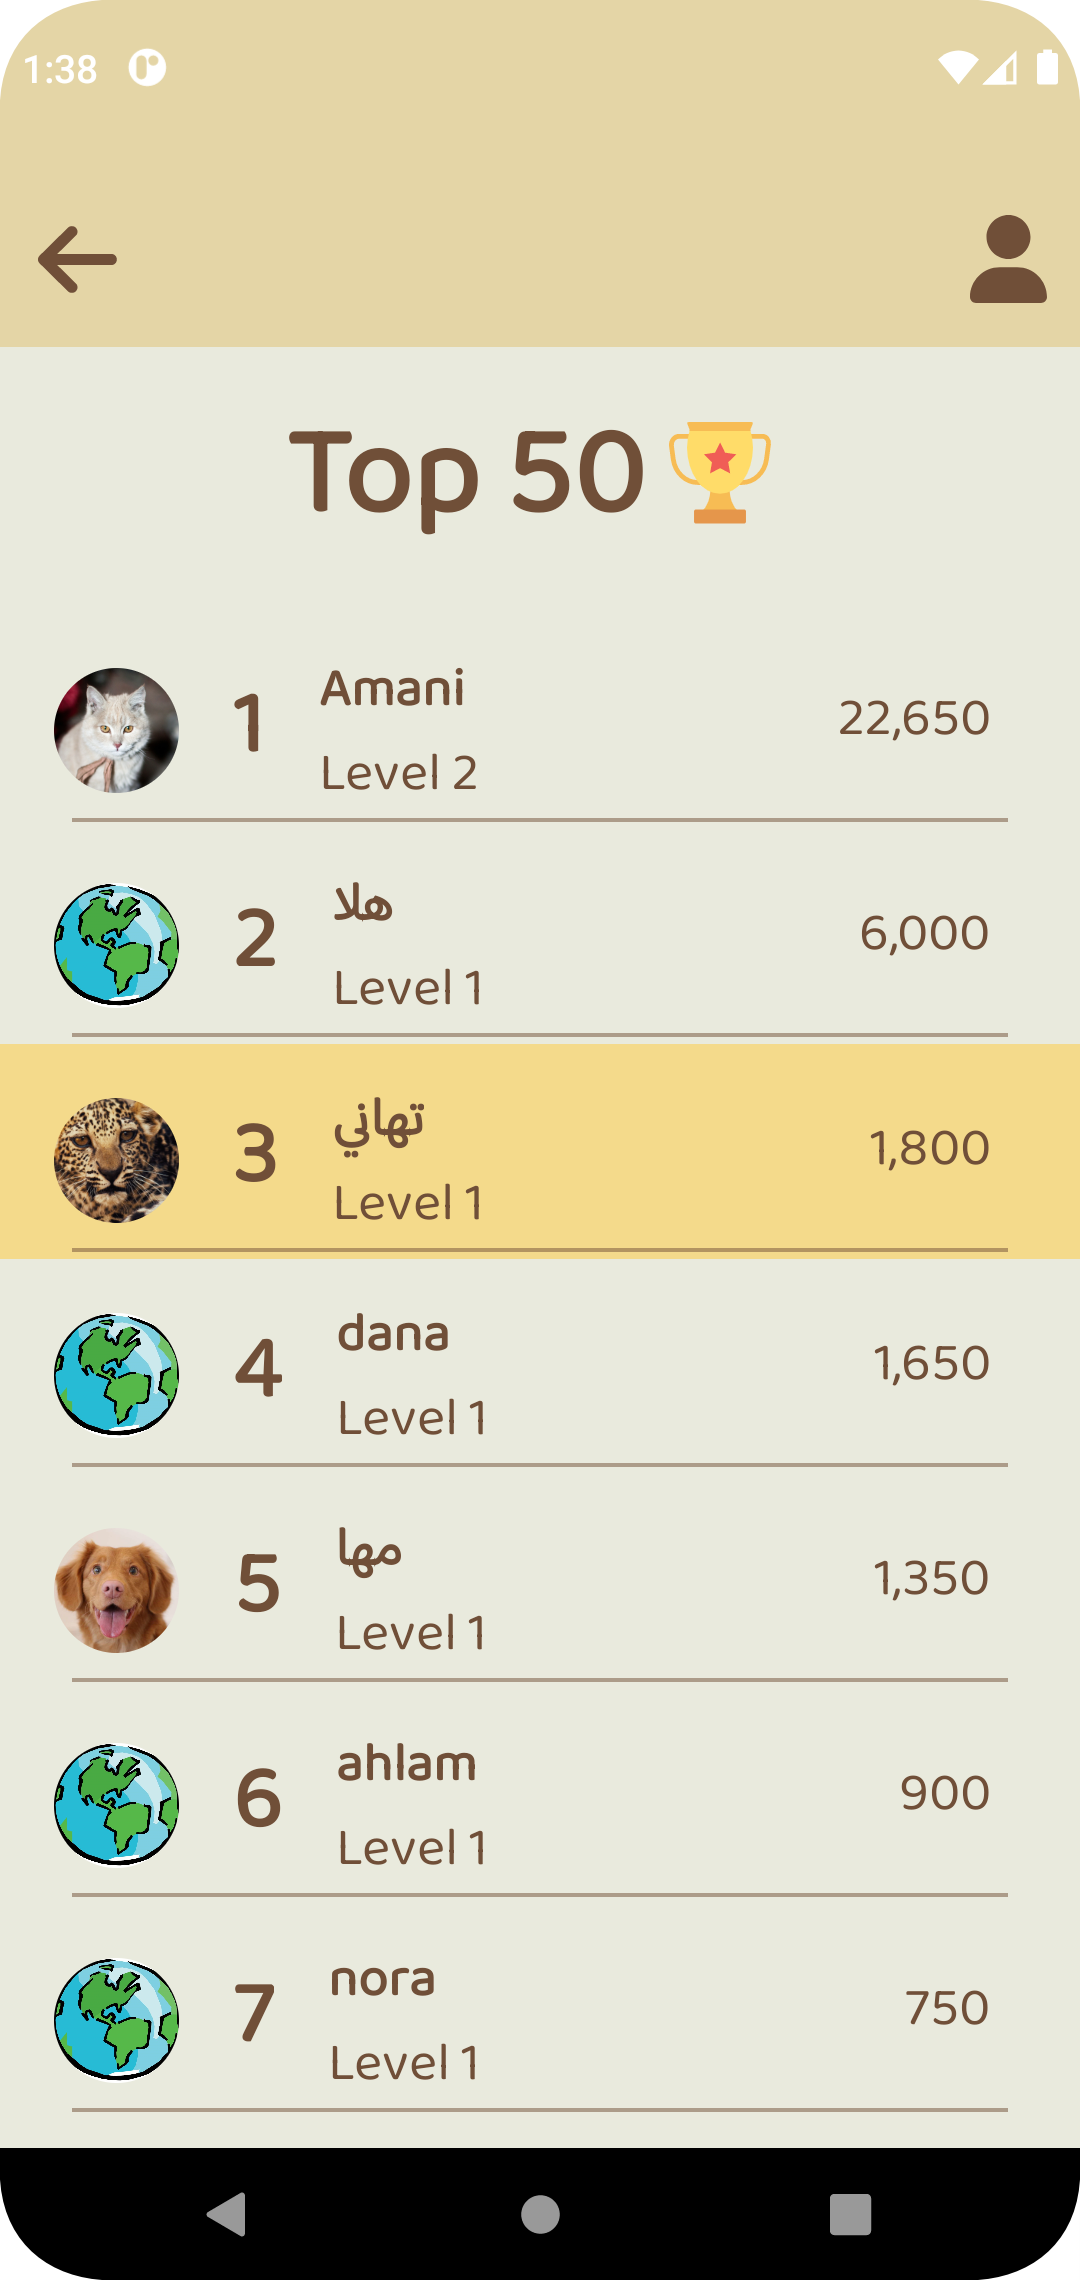 1:38
Top 50
1
Amani
22,650
Level 2
2
هلا
6,000
Level 1
3
تهاني
1,800
Level 1
4
dana
1,650
Level 1
5
مها
1,350
Level 1
6
ahlam
900
Level 1
7
nora
750
Level 1